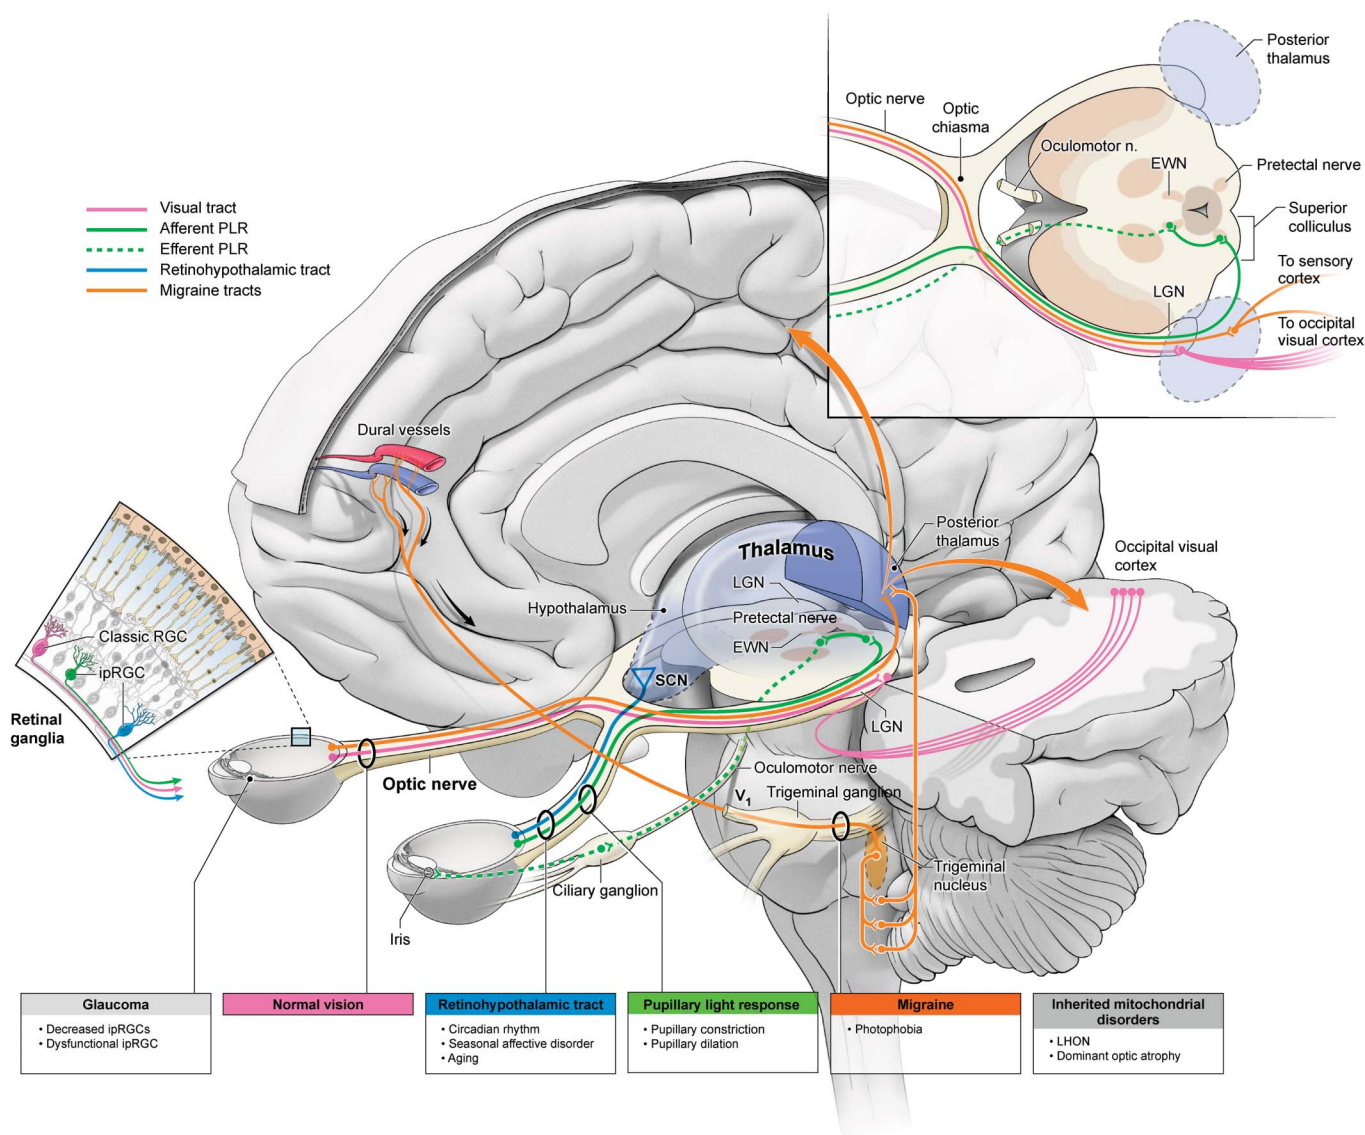 Posterior
thalamus
Optic nerve
Optic
chiasma
Oculomotor n.
EWN
Pretectal nerve
Superior
colliculus
To sensory
cortex
LGN
To occipital
visual cortex
Visual tract
Afferent PLR
Efferent PLR
Retinohypothalamic tract
Migraine tracts
Dural vessels
Posterior
thalamus
Thalamus
Occipital visual
cortex
LGN
Hypothalamus
Pretectal nerve
EWN
SCN
LGN
Classic RGC
ipRGC
Retinal
ganglia
Optic nerve
Oculomotor nerve
V1
Trigeminal ganglion
Trigeminal
nucleus
Ciliary ganglion
Iris
Glaucoma
• Decreased ipRGCs
• Dysfunctional ipRGC
Normal vision
Retinohypothalamic tract
• Circadian rhythm
• Seasonal affective disorder
• Aging
Pupillary light response
• Pupillary constriction
• Pupillary dilation
Migraine
• Photophobia
Inherited mitochondrial
disorders
• LHON
• Dominant optic atrophy